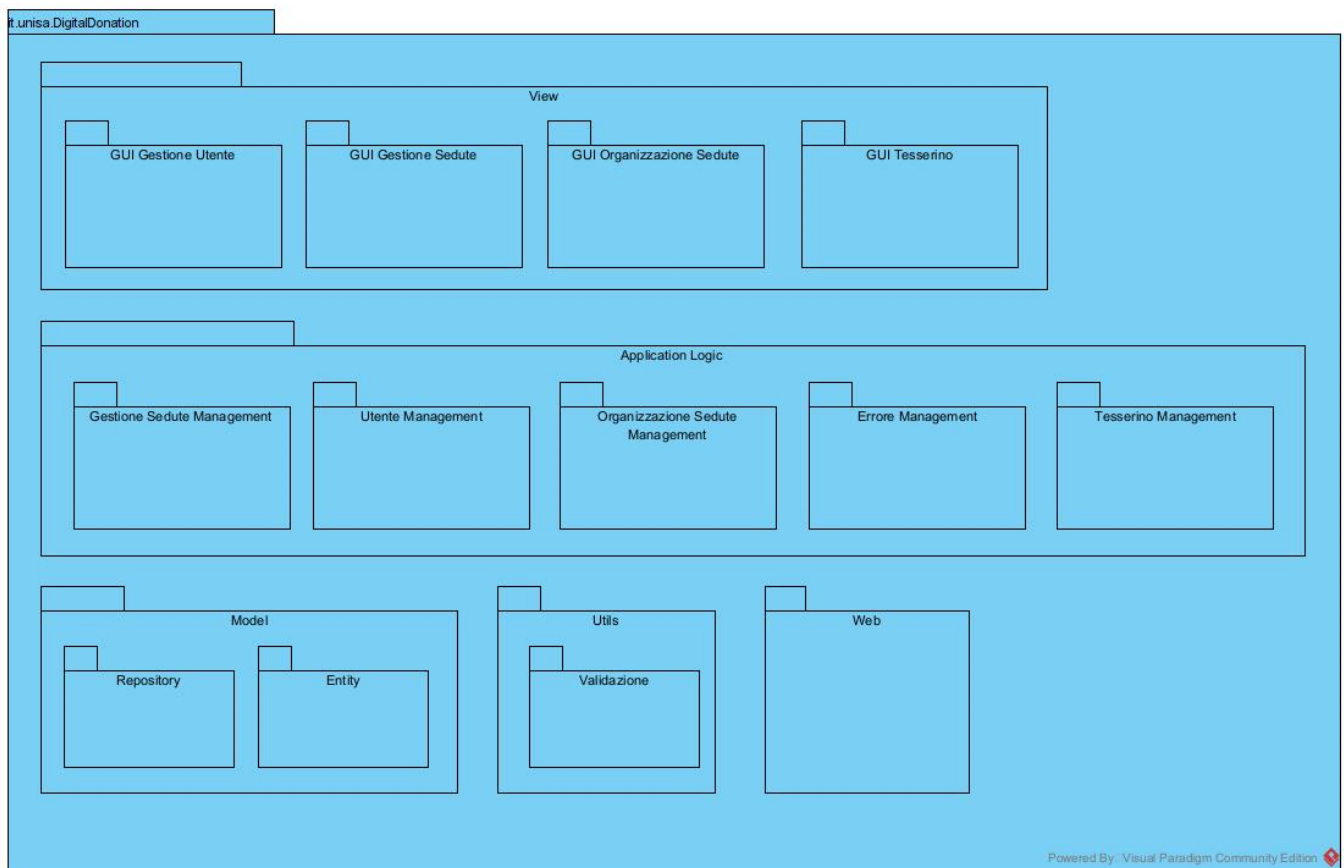 it.unisa.DigitalDonation
View
GUI Gestione Utente
GUI Gestione Sedute
GUI Organizzazione Sedute
GUI Tesserino
Application Logic
Gestione Sedute Management
Utente Management
Organizzazione Sedute
Management
Errore Management
Tesserino Management
Model
Repository
Entity
Utils
Validazione
Web
Powered By: Visual Paradigm Community Edition